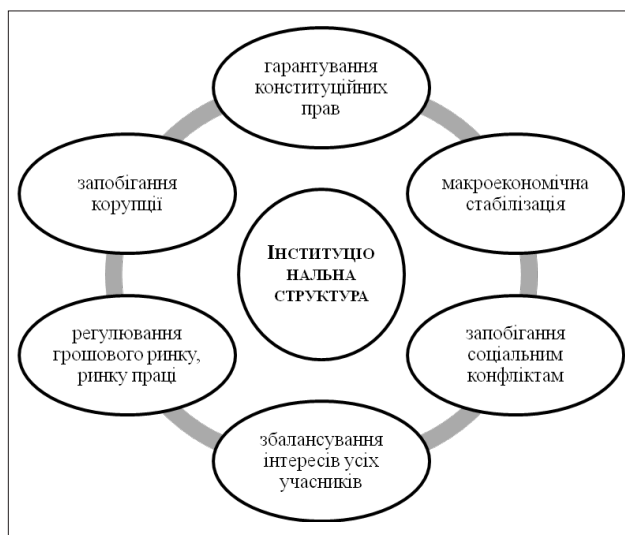 гарантування
конституційних
прав
запобігання
корупції
макроекономічна
стабілізація
ІНСТИТУЦІО
НАЛЬНА
СТРУКТУРА
регулювання
грошового ринку,
ринку праці
запобігання
соціальним
конфліктам
збалансування
інтересів усіх
учасників